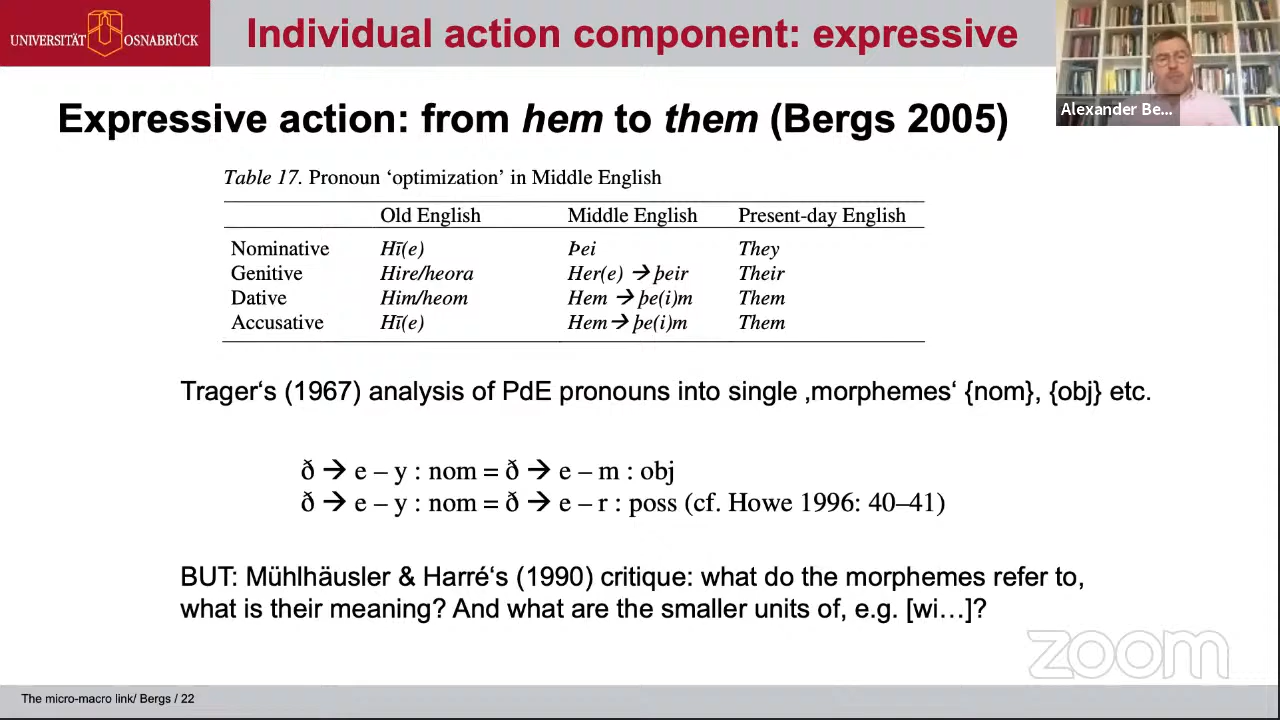 UNIVERSITÄT OSNABRÜCK
Individual action component: expressive
Alexander Be...
Expressive action: from hem to them (Bergs 2005)
Table 17. Pronoun ‘optimization’ in Middle English
Old English Middle English Present-day English
Nominative Hī(e) Þei They
Genitive Hire/heora Her(e) → þeir Their
Dative Him/heom Hem → þe(i)m Them
Accusative Hī(e) Hem→ þe(i)m Them
Trager‘s (1967) analysis of PdE pronouns into single ‚morphemes‘ {nom}, {obj} etc.
ð → e – y : nom = ð → e – m : obj
ð → e – y : nom = ð → e – r : poss (cf. Howe 1996: 40–41)
BUT: Mühlhäusler & Harré‘s (1990) critique: what do the morphemes refer to,
what is their meaning? And what are the smaller units of, e.g. [wi…]?
zoom
The micro-macro link/ Bergs / 22